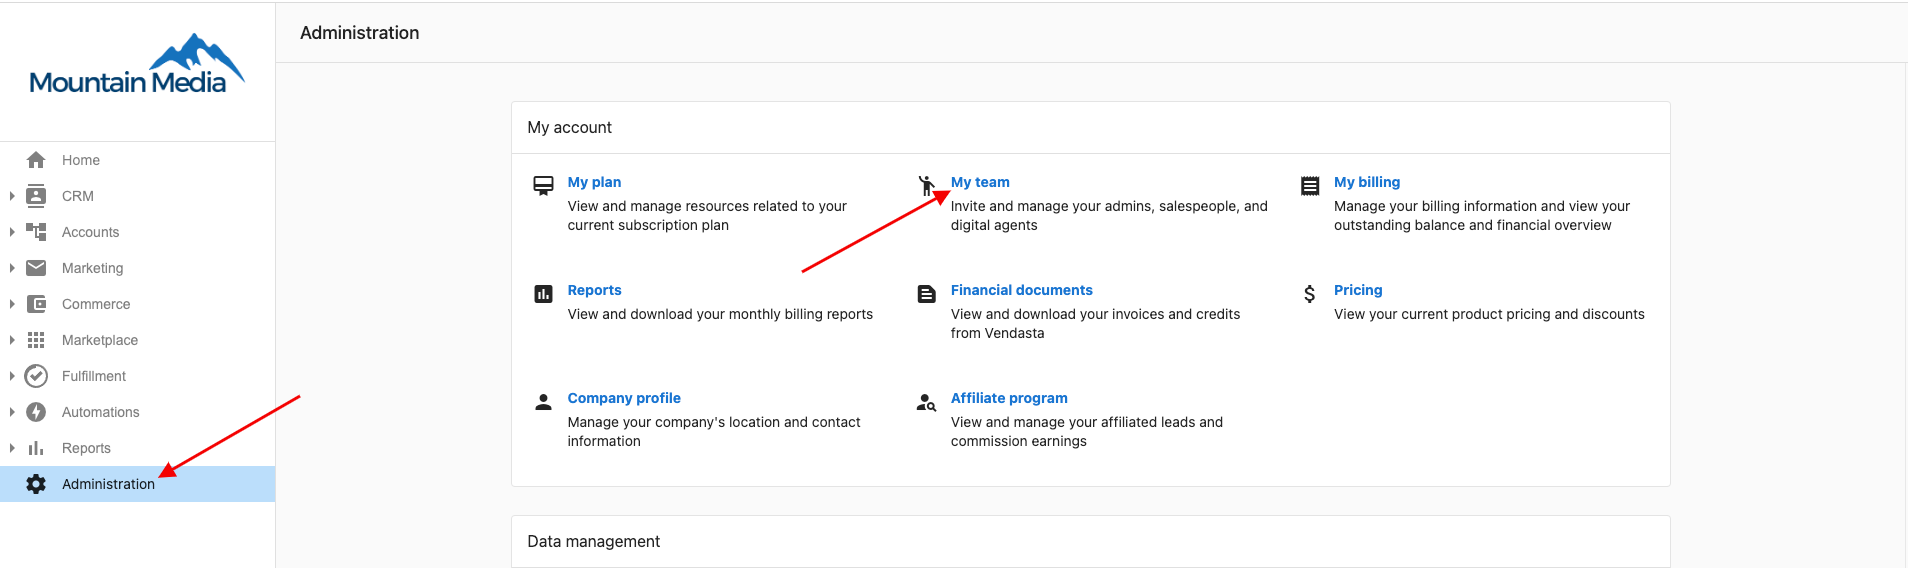 Mountain Media
Administration
Home
CRM
Accounts
Marketing
Commerce
Marketplace
Fulfillment
Automations
Reports
Administration
My account
My plan
View and manage resources related to your
current subscription plan
My team
Invite and manage your admins, salespeople, and
digital agents
My billing
Manage your billing information and view your
outstanding balance and financial overview
Reports
View and download your monthly billing reports
Financial documents
View and download your invoices and credits
from Vendasta
Pricing
View your current product pricing and discounts
Company profile
Manage your company's location and contact
information
Affiliate program
View and manage your affiliated leads and
commission earnings
Data management